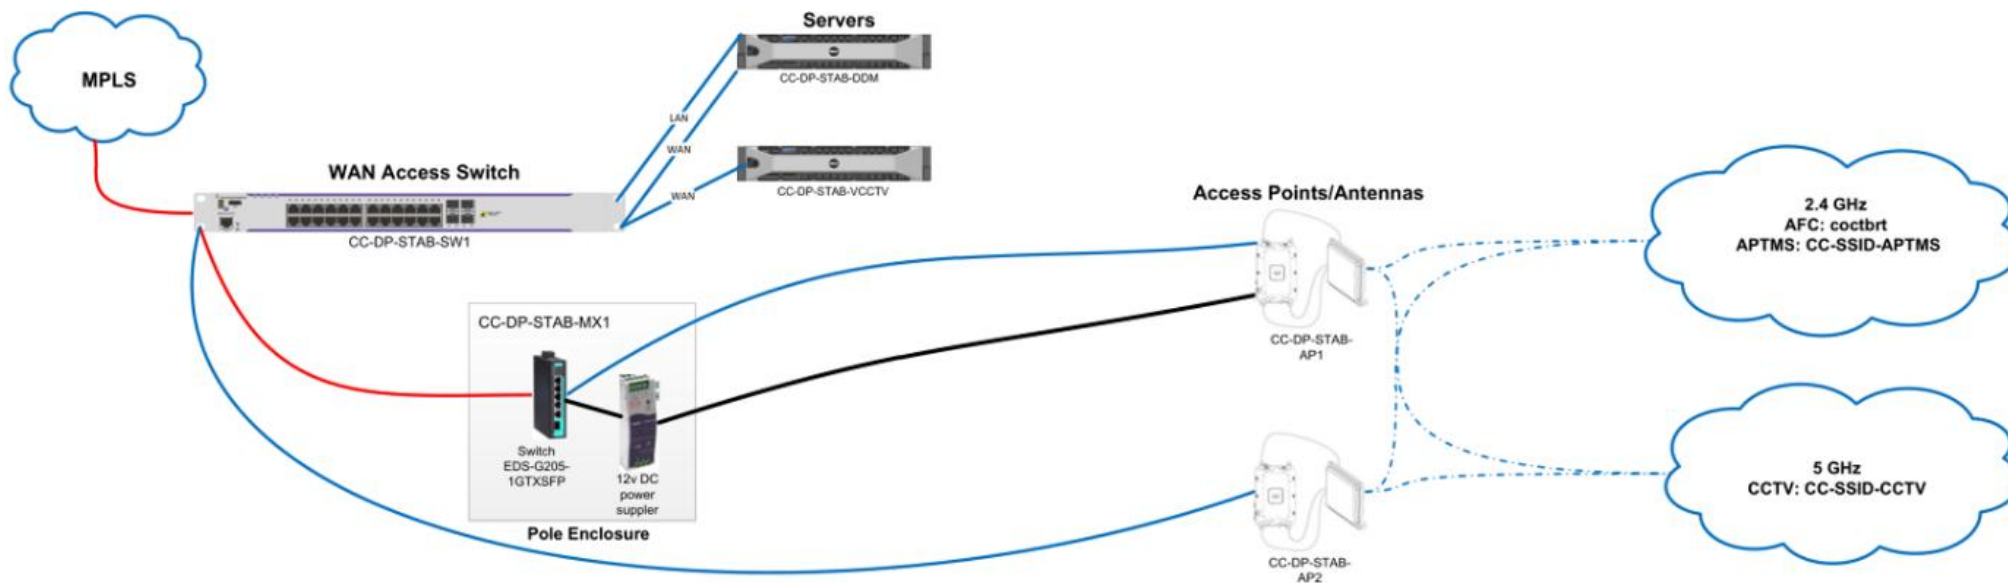 MPLS
Servers
CC-DP-STAB-DDM
LAN
WAN
WAN
CC-DP-STAB-VCCTV
WAN Access Switch
CC-DP-STAB-SW1
Access Points/Antennas
CC-DP-STAB-
AP1
2.4 GHz
AFC: coctbrt
APTMS: CC-SSID-APTMS
CC-DP-STAB-MX1
Switch
EDS-G205-
1GTXSFP
12v DC
power
suppler
Pole Enclosure
CC-DP-STAB-
AP2
5 GHz
CCTV: CC-SSID-CCTV